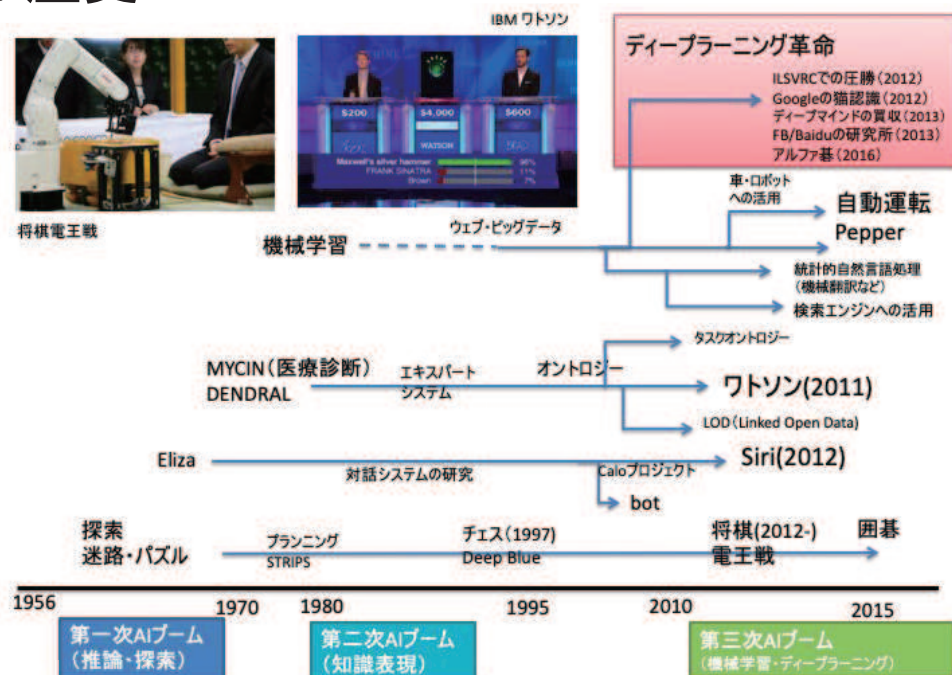 IBM ワトソン
ディープラーニング革命
ILSVRCでの圧勝(2012)
Googleの猫認識(2012)
ディープマインドの買収(2013)
FB/Baiduの研究所(2013)
アルファ碁(2016)
$200
$4,000
$600
WATSON
Maxwell's silver hammer 96%
FRANK SINATRA 11%
Brown 7%
将棋電王戦
ウェブ・ビッグデータ
機械学習
車・ロボット
への活用
自動運転
Pepper
統計的自然言語処理
(機械翻訳など)
検索エンジンへの活用
タスクオントロジー
MYCIN(医療診断)
DENDRAL
エキスパート
システム
オントロジー
ワトソン(2011)
LOD(Linked Open Data)
Eliza
対話システムの研究
Caloプロジェクト
Siri(2012)
bot
探索
迷路・パズル
プランニング
STRIPS
チェス(1997)
Deep Blue
将棋(2012-)
電王戦
囲碁
1956
1970
1980
1995
2010
2015
第一次AIブーム
(推論・探索)
第二次AIブーム
(知識表現)
第三次AIブーム
(機械学習・ディープラーニング)